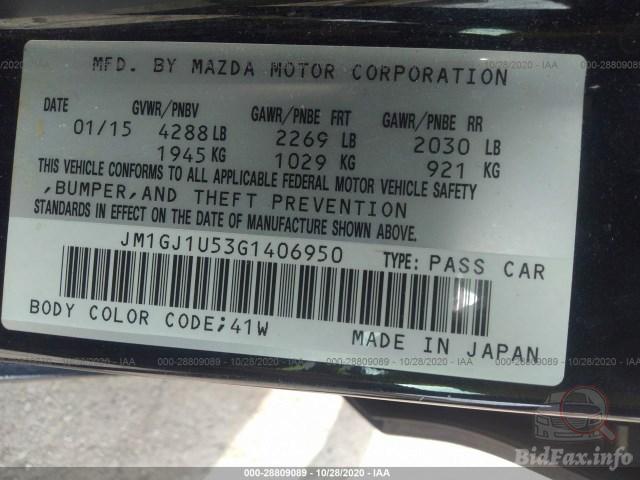 MFD. BY MAZDA MOTOR CORPORATION
DATE GVWR/PNBV GAWR/PNBE FRT GAWR/PNBE RR
01/15 4288 LB 2269 LB 2030 LB
1945 KG 1029 KG 921 KG
THIS VEHICLE CONFORMS TO ALL APPLICABLE FEDERAL MOTOR VEHICLE SAFETY
,BUMPER,AND THEFT PREVENTION
STANDARDS IN EFFECT ON THE DATE OF MANUFACTURE SHOWN ABOVE.
JM1GJ1U53G1406950 TYPE: PASS CAR
BODY COLOR CODE;41W MADE IN JAPAN
000-28809089 - 10/28/2020 - IAA
BidFax.info